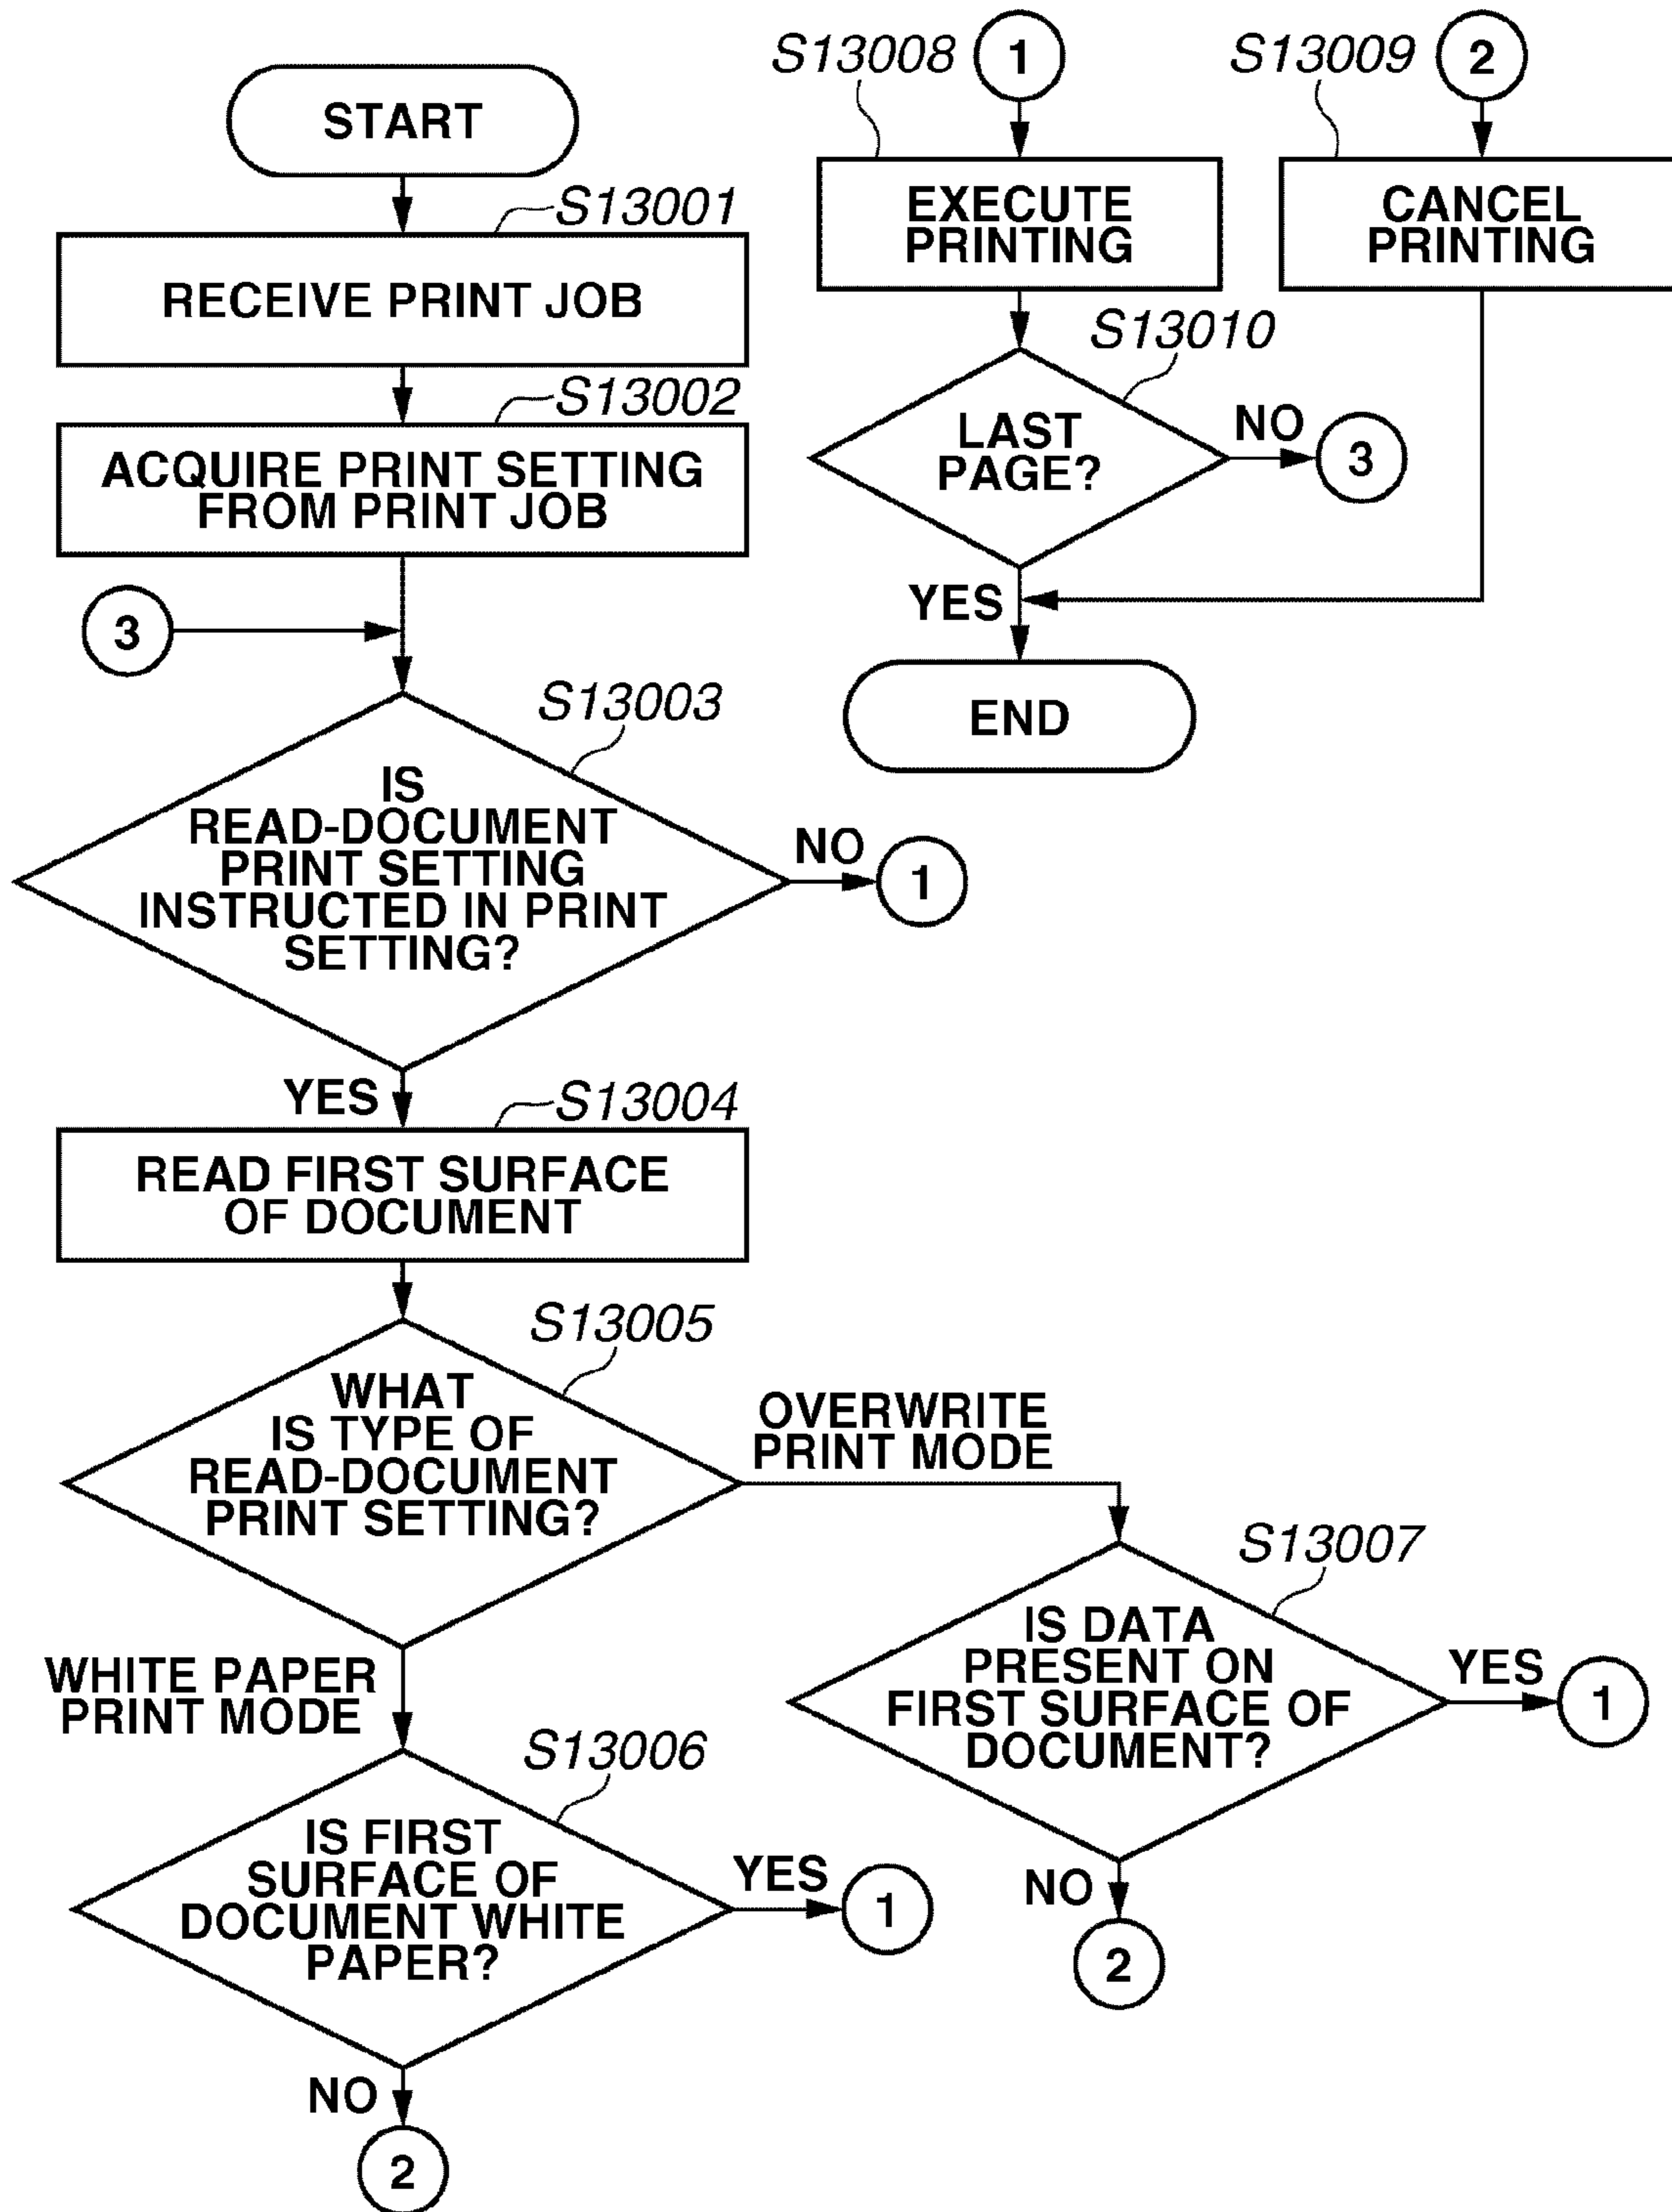 START
S13001
RECEIVE PRINT JOB
S13002
ACQUIRE PRINT SETTING
FROM PRINT JOB
3
S13003
IS
READ-DOCUMENT
PRINT SETTING
INSTRUCTED IN PRINT
SETTING?
NO
1
YES
S13004
READ FIRST SURFACE
OF DOCUMENT
S13005
WHAT
IS TYPE OF
READ-DOCUMENT
PRINT SETTING?
OVERWRITE
PRINT MODE
WHITE PAPER
PRINT MODE
S13006
IS FIRST
SURFACE OF
DOCUMENT WHITE
PAPER?
YES
1
NO
2
S13007
IS DATA
PRESENT ON
FIRST SURFACE OF
DOCUMENT?
YES
1
NO
2
S13008
1
EXECUTE
PRINTING
S13009
2
CANCEL
PRINTING
S13010
LAST
PAGE?
NO
3
YES
END